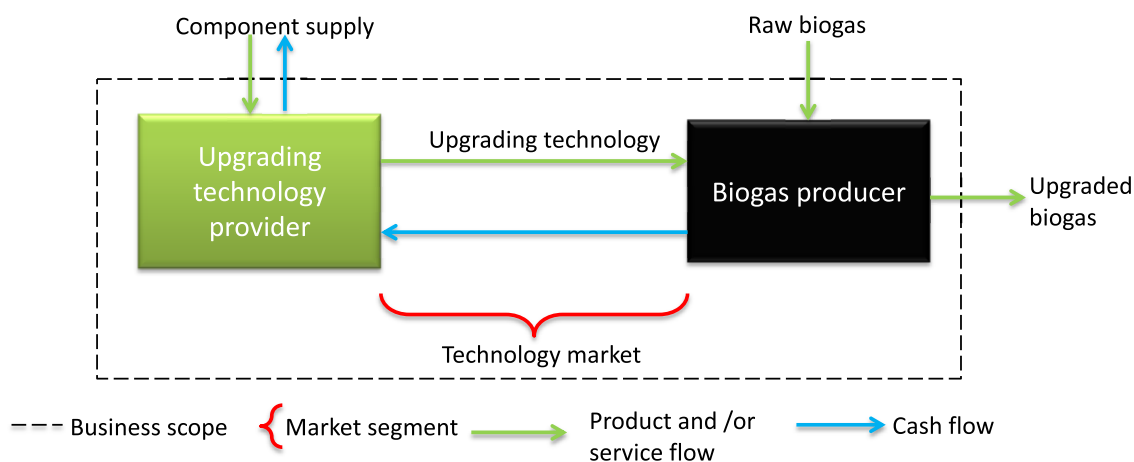 Component supply
Raw biogas
Upgrading technology
Upgrading
technology
provider
Biogas producer
Upgraded
biogas
Technology market
Business scope
Market segment
Product and /or
service flow
Cash flow